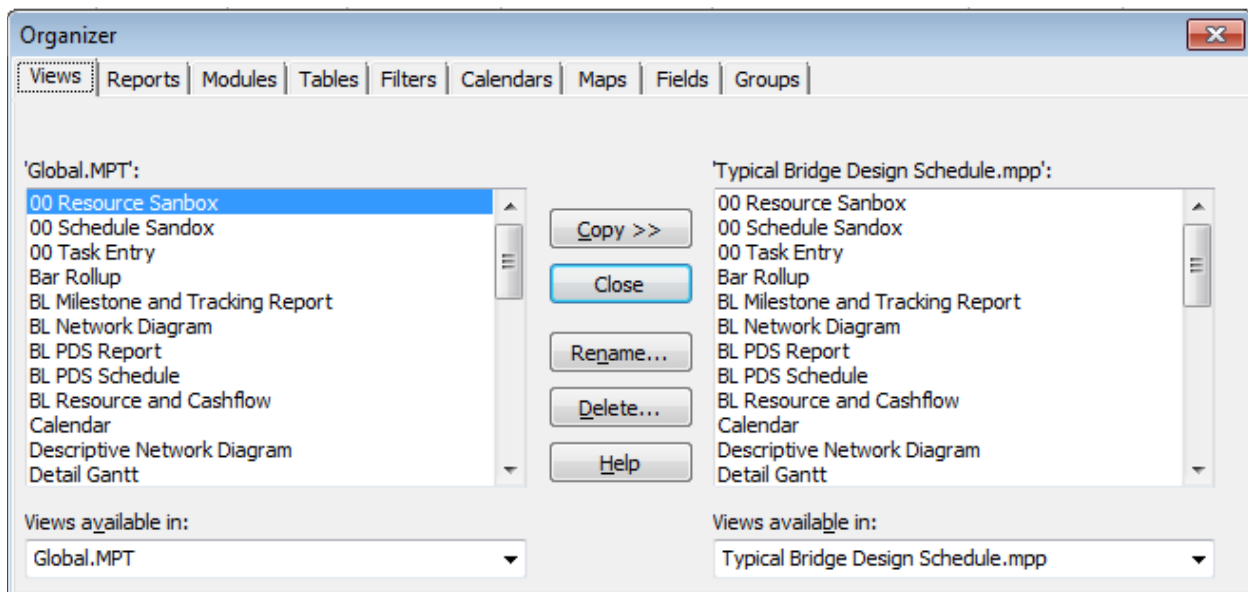 Organizer
Views Reports Modules Tables Filters Calendars Maps Fields Groups
'Global.MPT':
00 Resource Sanbox
00 Schedule Sandox
00 Task Entry
Bar Rollup
BL Milestone and Tracking Report
BL Network Diagram
BL PDS Report
BL PDS Schedule
BL Resource and Cashflow
Calendar
Descriptive Network Diagram
Detail Gantt
Views available in:
Global.MPT
Copy >>
Close
Rename...
Delete...
Help
'Typical Bridge Design Schedule.mpp':
00 Resource Sanbox
00 Schedule Sandox
00 Task Entry
Bar Rollup
BL Milestone and Tracking Report
BL Network Diagram
BL PDS Report
BL PDS Schedule
BL Resource and Cashflow
Calendar
Descriptive Network Diagram
Detail Gantt
Views available in:
Typical Bridge Design Schedule.mpp